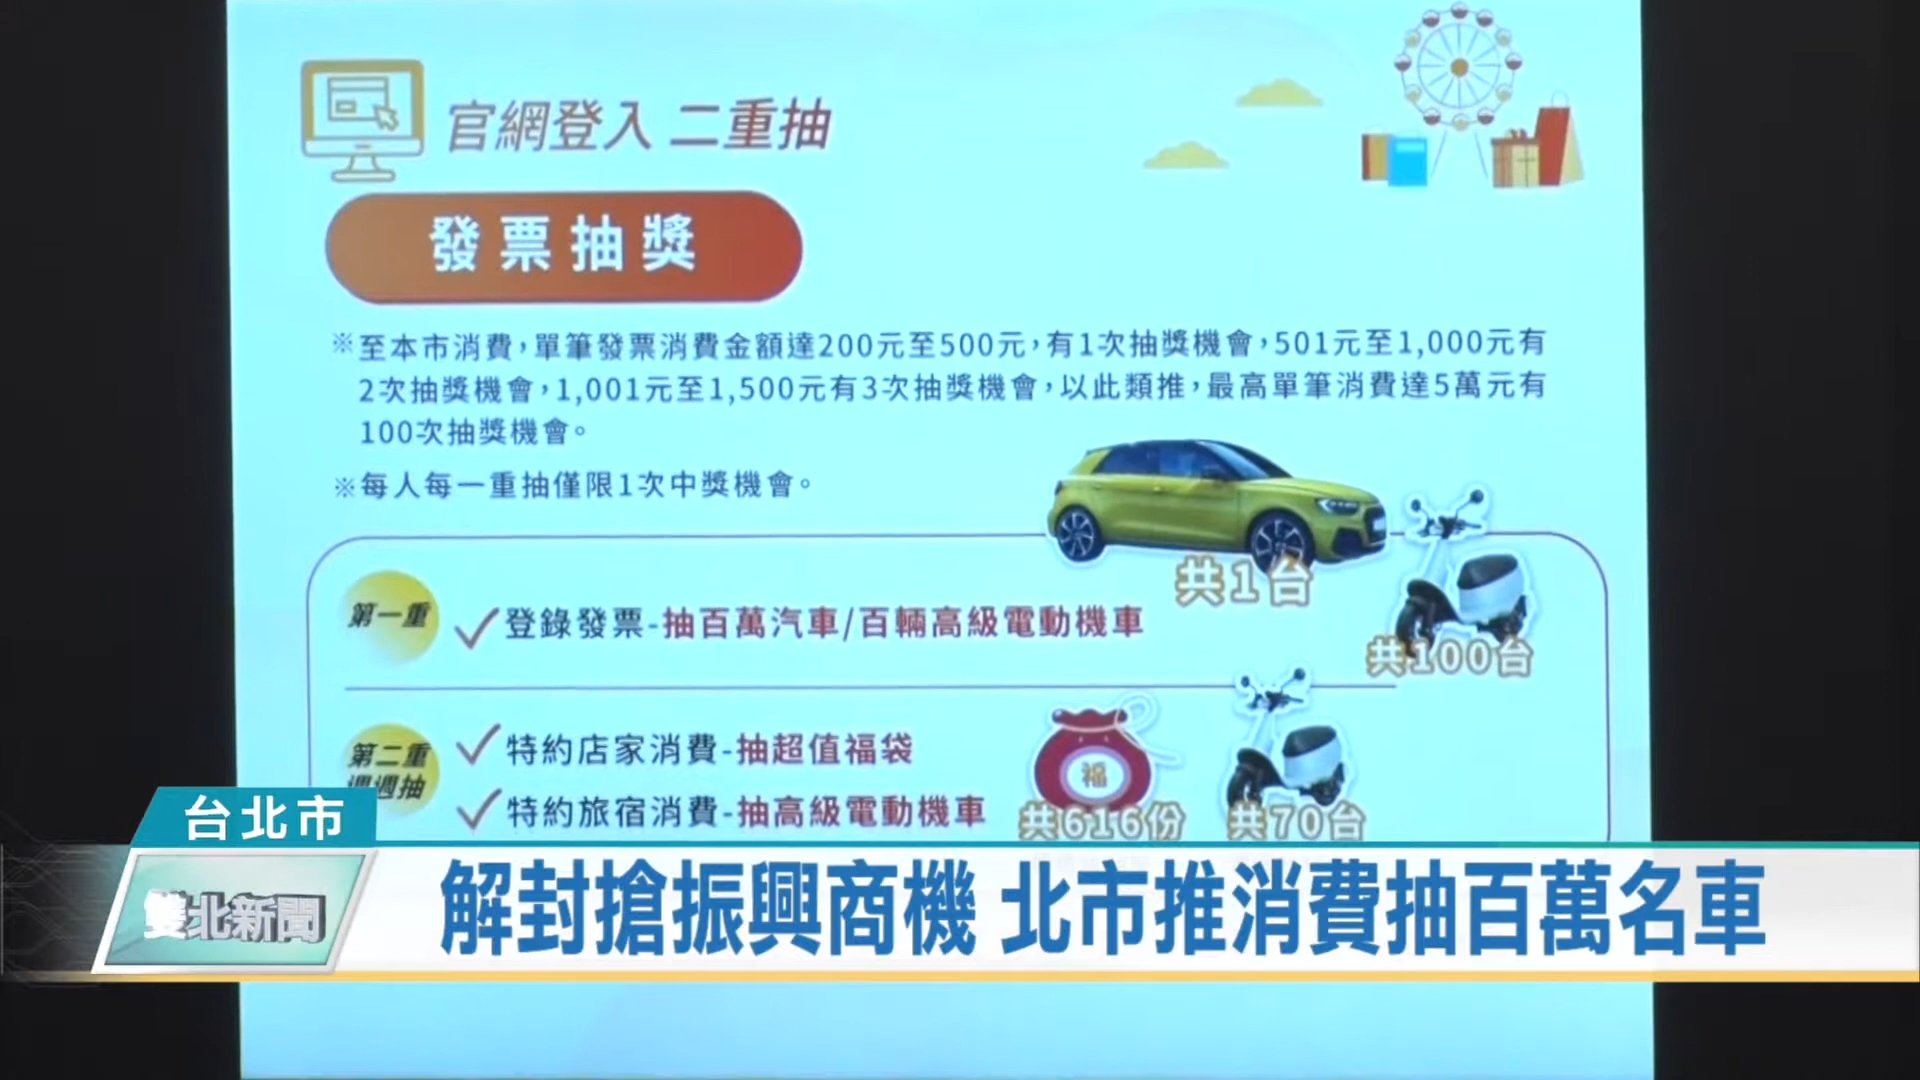 官網登入 二重抽
發票抽獎
※至本市消費,單筆發票消費金額達200元至500元,有1次抽獎機會,501元至1,000元有
2次抽獎機會,1,001元至1,500元有3次抽獎機會,以此類推,最高單筆消費達5萬元有
100次抽獎機會。
※每人每一重抽僅限1次中獎機會。
共1台
第一重
登錄發票-抽百萬汽車/百輛高級電動機車
共100台
第二重
週週抽
特約店家消費-抽超值福袋
特約旅宿消費-抽高級電動機車
福
共616份
共70台
台北市
雙北新聞
解封搶振興商機 北市推消費抽百萬名車